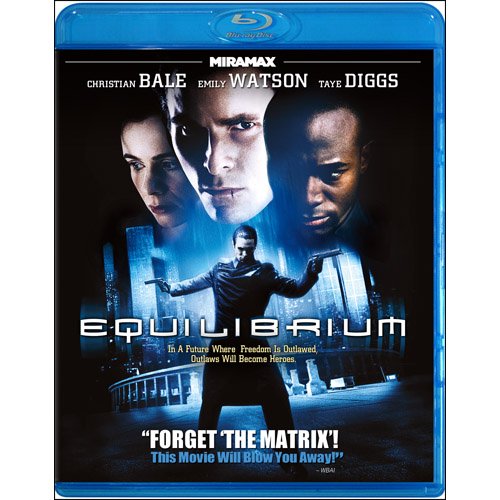 Blu-ray Disc
MIRAMAX
CHRISTIAN BALE EMILY WATSON TAYE DIGGS
EQUILIBRIUM
In A Future Where Freedom Is Outlawed,
Outlaws Will Become Heroes.
"FORGET 'THE MATRIX'!
This Movie Will Blow You Away!"
– WBAI